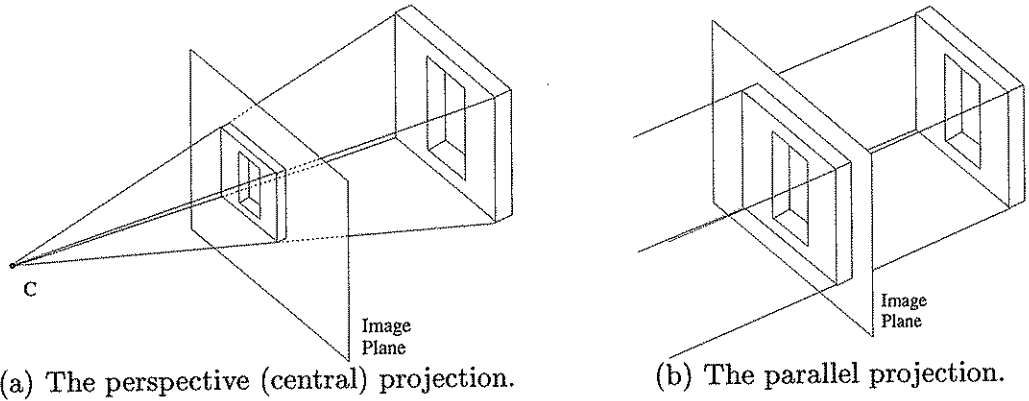 C
Image
Plane
(a) The perspective (central) projection.
Image
Plane
(b) The parallel projection.